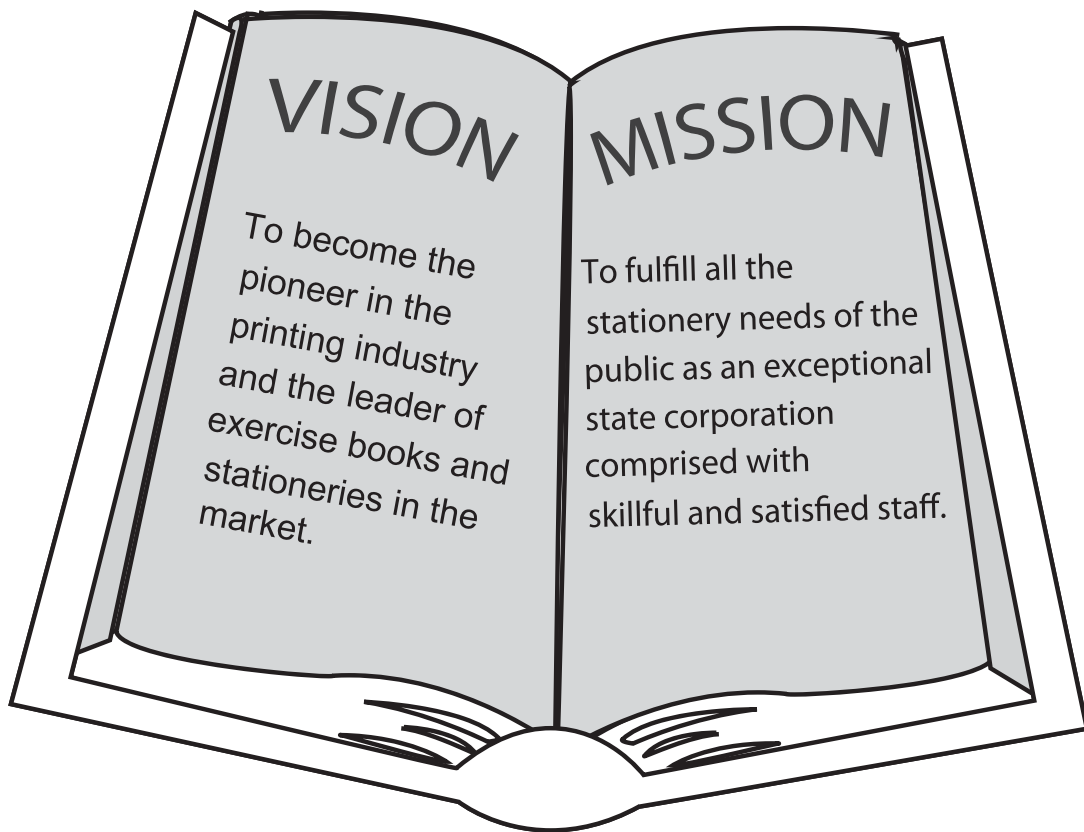 VISION
To become the
pioneer in the
printing industry
and the leader of
exercise books and
stationeries in the
market.
MISSION
To fulfill all the
stationery needs of the
public as an exceptional
state corporation
comprised with
skillful and satisfied staff.